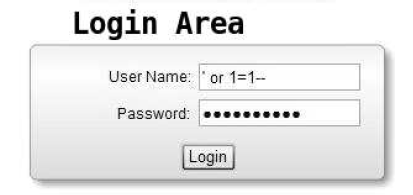 Login Area
User Name: ' or 1=1--
Password: ●●●●●●●●●●
Login